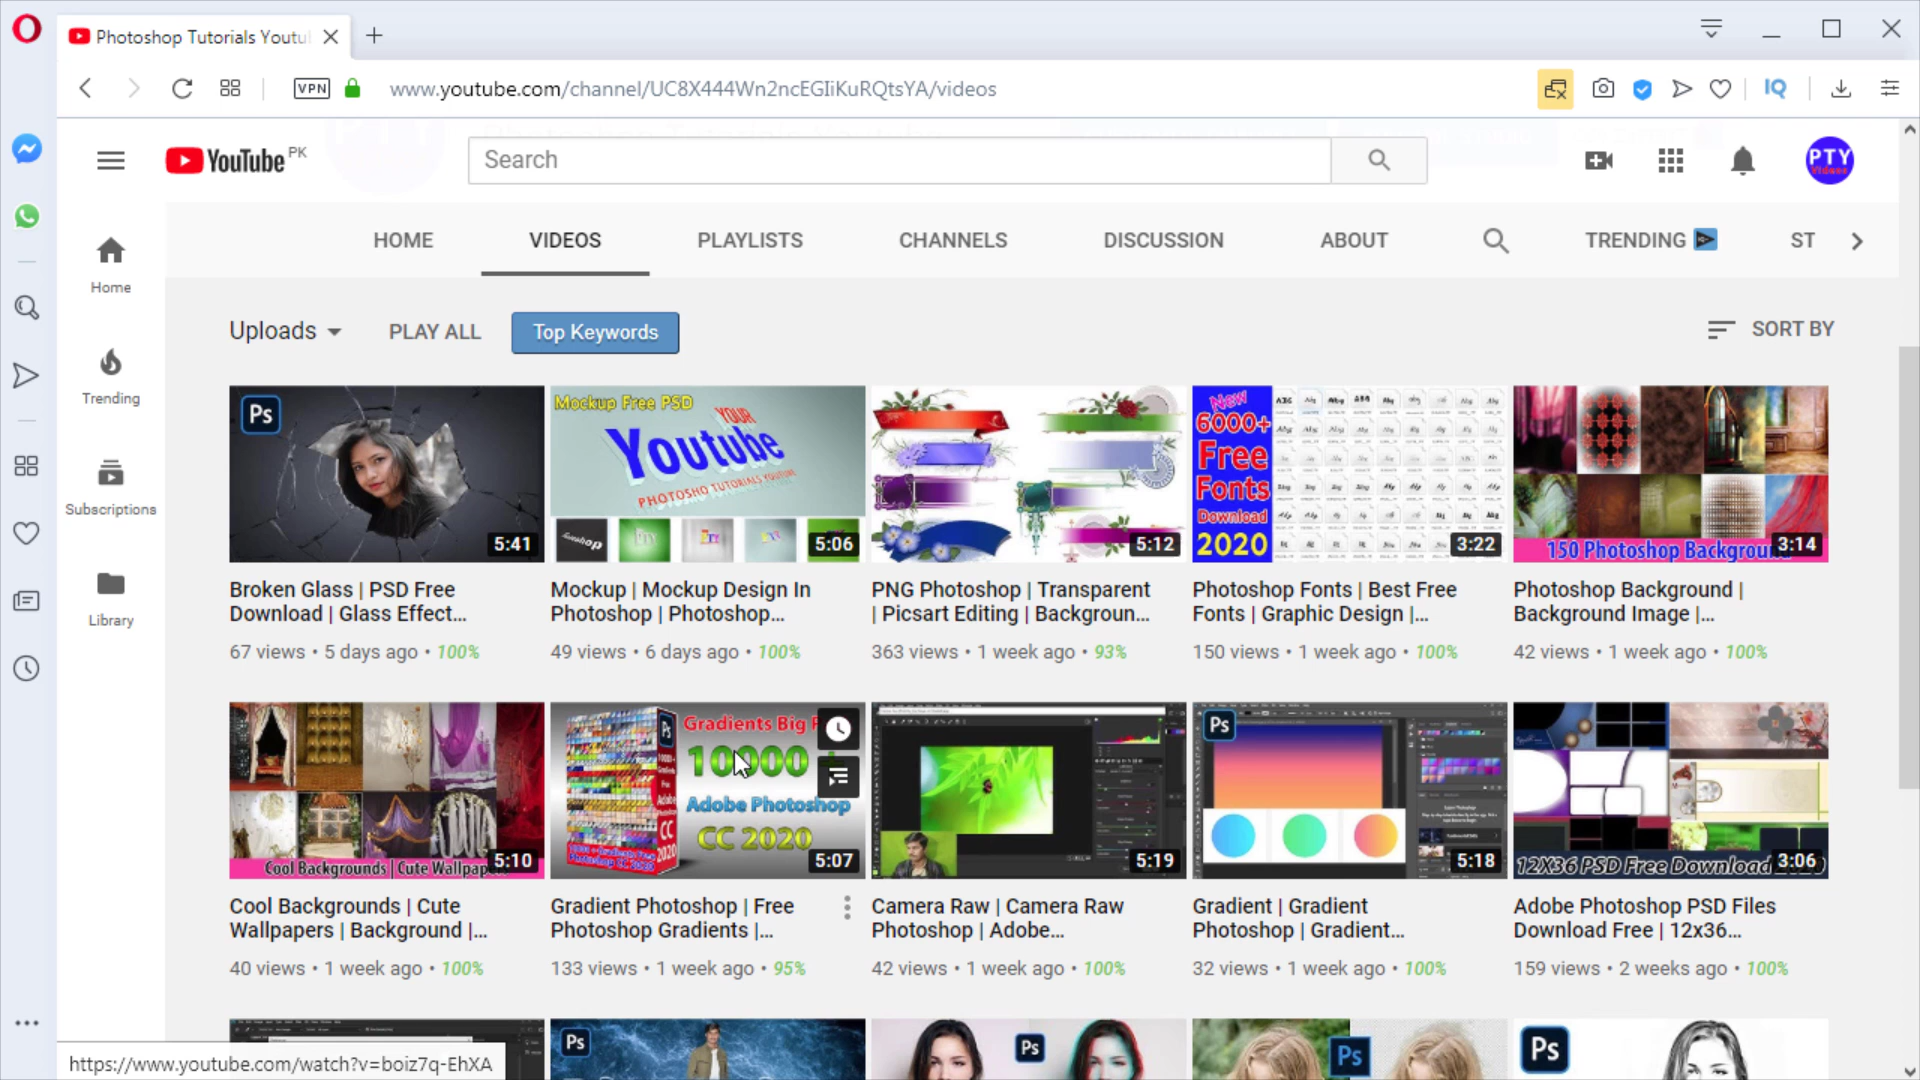 Photoshop Tutorials Youtu
VPN
www.youtube.com/channel/UC8X444Wn2ncEGIiKuRQtsYA/videos
IQ
YouTube PK
Search
PTY
Videos
HOME
VIDEOS
PLAYLISTS
CHANNELS
DISCUSSION
ABOUT
TRENDING
ST
Home
Trending
Subscriptions
Library
Uploads
PLAY ALL
Top Keywords
SORT BY
Ps
5:41
Mockup Free PSD
YOUR
Youtube
PHOTOSHO TUTORIALS YOUTUBE
5:06
5:12
New
6000+
Free
Fonts
Download
2020
3:22
150 Photoshop Backgroun
3:14
Broken Glass | PSD Free
Download | Glass Effect...
67 views • 5 days ago • 100%
Mockup | Mockup Design In
Photoshop | Photoshop...
49 views • 6 days ago • 100%
PNG Photoshop | Transparent
| Picsart Editing | Backgroun...
363 views • 1 week ago • 93%
Photoshop Fonts | Best Free
Fonts | Graphic Design |...
150 views • 1 week ago • 100%
Photoshop Background |
Background Image |...
42 views • 1 week ago • 100%
Cool Backgrounds | Cute Wallpape
5:10
Ps
Gradients Big
10000 +
Adobe Photoshop
CC 2020
5:07
5:19
Ps
5:18
12X36 PSD Free Download
3:06
Cool Backgrounds | Cute
Wallpapers | Background |...
40 views • 1 week ago • 100%
Gradient Photoshop | Free
Photoshop Gradients |...
133 views • 1 week ago • 95%
Camera Raw | Camera Raw
Photoshop | Adobe...
42 views • 1 week ago • 100%
Gradient | Gradient
Photoshop | Gradient...
32 views • 1 week ago • 100%
Adobe Photoshop PSD Files
Download Free | 12x36...
159 views • 2 weeks ago • 100%
Ps
Ps
Ps
Ps
https://www.youtube.com/watch?v=boiz7q-EhXA